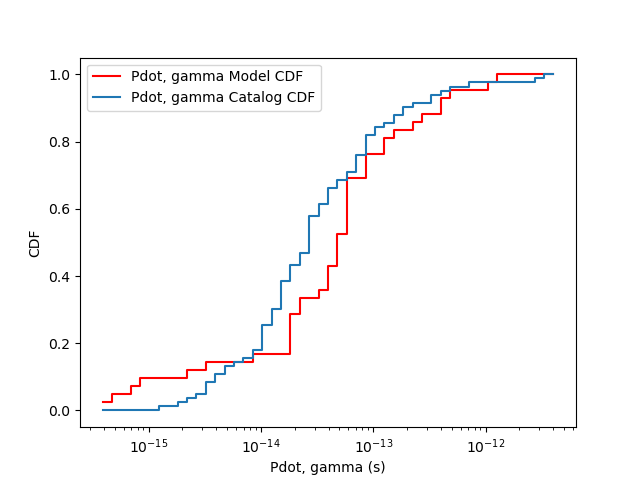 Pdot, gamma Model CDF
Pdot, gamma Catalog CDF
1.0
0.8
0.6
0.4
0.2
0.0
CDF
10⁻¹⁵
10⁻¹⁴
10⁻¹³
10⁻¹²
Pdot, gamma (s)